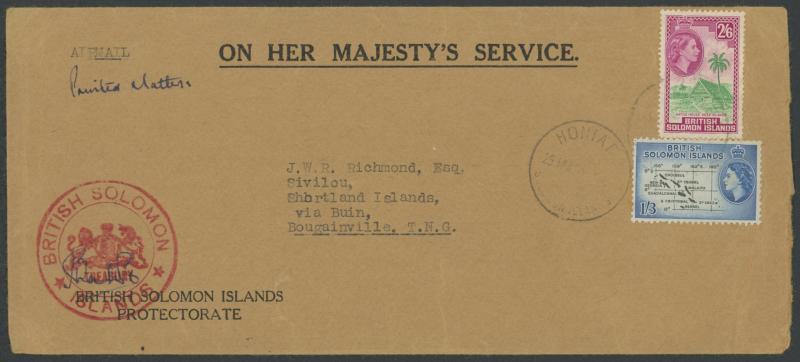 AIRMAIL
ON HER MAJESTY'S SERVICE.
Printed Matter.
2/6
BRITISH
SOLOMON ISLANDS
BRITISH
SOLOMON ISLANDS
1/3
HONIA
J.W.R. Richmond, Esq.
Sivilou,
Shortland Islands,
via Buin,
Bougainville, T.N.G.
BRITISH SOLOMON
TREASURY
ISLANDS
BRITISH SOLOMON ISLANDS
PROTECTORATE